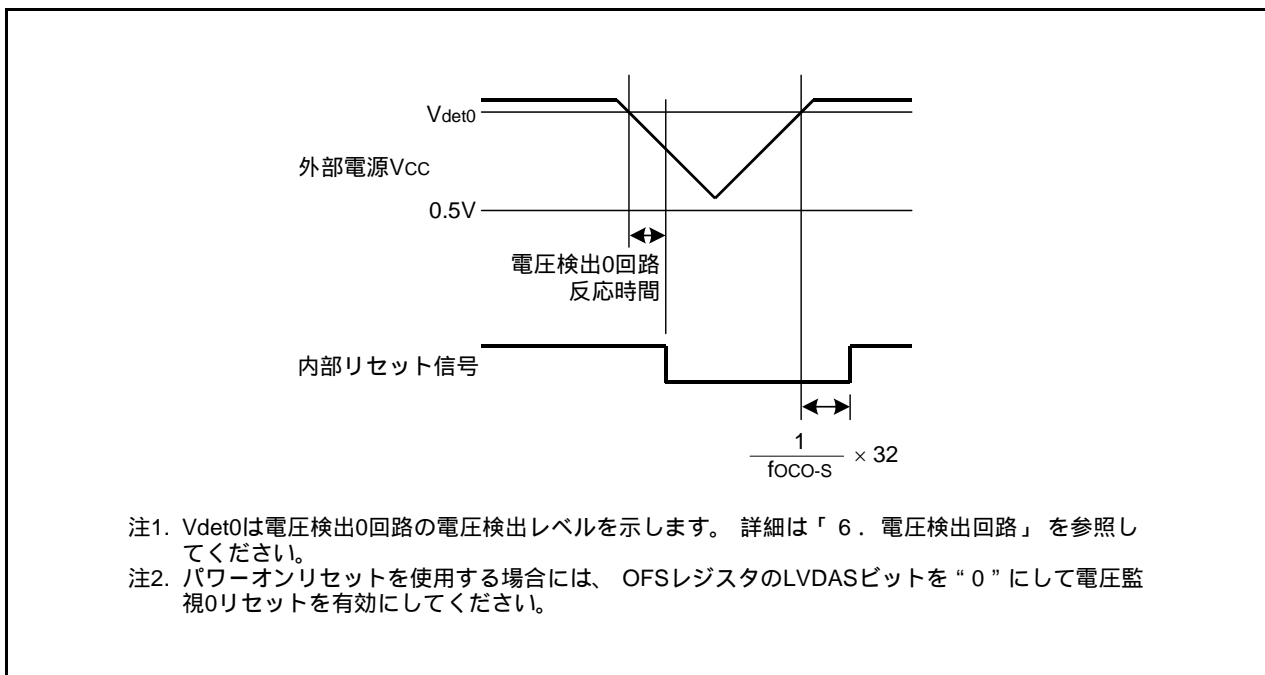 Vdet0
外部電源VCC
0.5V
電圧検出0回路
反応時間
内部リセット信号
1
fOCO-S
× 32
注1. Vdet0は電圧検出0回路の電圧検出レベルを示します。 詳細は「 6．電圧検出回路」 を参照し
てください。
注2. パワーオンリセットを使用する場合には、 OFSレジスタのLVDASビットを “ 0 ” にして電圧監
視0リセットを有効にしてください。